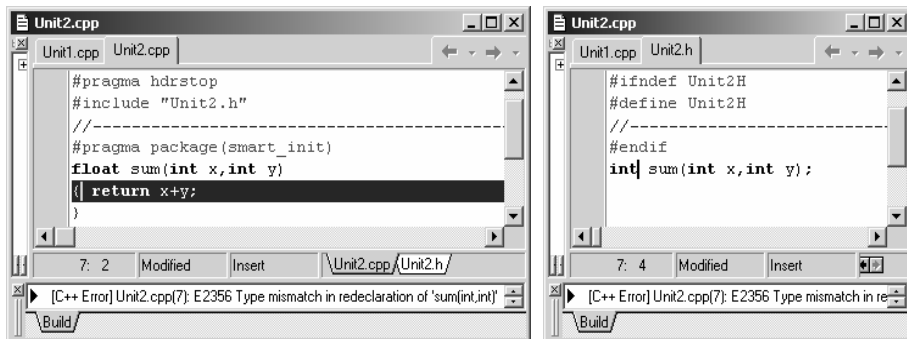 Unit2.cpp
Unit1.cpp Unit2.cpp
#pragma hdrstop
#include "Unit2.h"
//---------------------------------------------
#pragma package(smart_init)
float sum(int x,int y)
{ return x+y;
}
7: 2 Modified Insert \Unit2.cpp/Unit2.h/
[C++ Error] Unit2.cpp(7): E2356 Type mismatch in redeclaration of 'sum(int,int)'
\Build/
Unit2.cpp
Unit1.cpp Unit2.h
#ifndef Unit2H
#define Unit2H
//----------------------------
#endif
int sum(int x,int y);
7: 4 Modified Insert
[C++ Error] Unit2.cpp(7): E2356 Type mismatch in re
\Build/